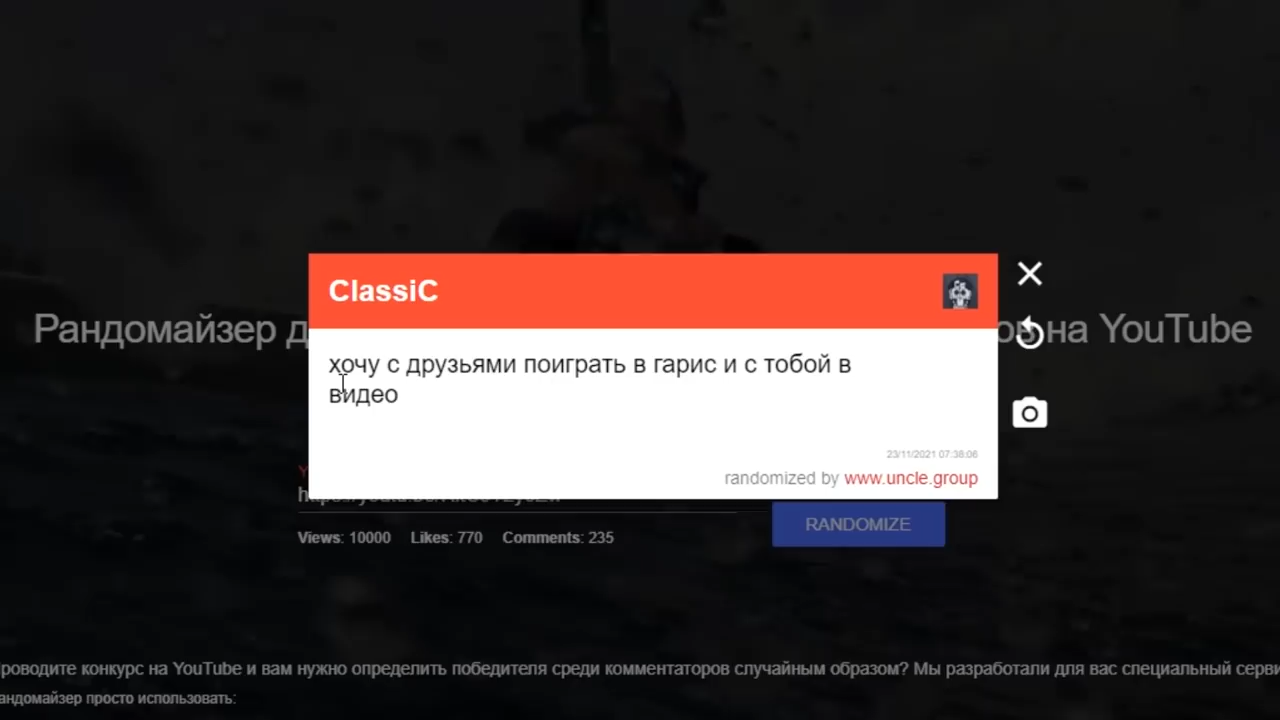 ClassiC
Рандомайзер
на YouTube
хочу с друзьями поиграть в гарис и с тобой в
видео
23/11/2021 07:38:06
randomized by www.uncle.group
RANDOMIZE
Views: 10000 Likes: 770 Comments: 235
роводите конкурс на YouTube и вам нужно определить победителя среди комментаторов случайным образом? Мы разработали для вас специальный серви
андомайзер просто использовать: